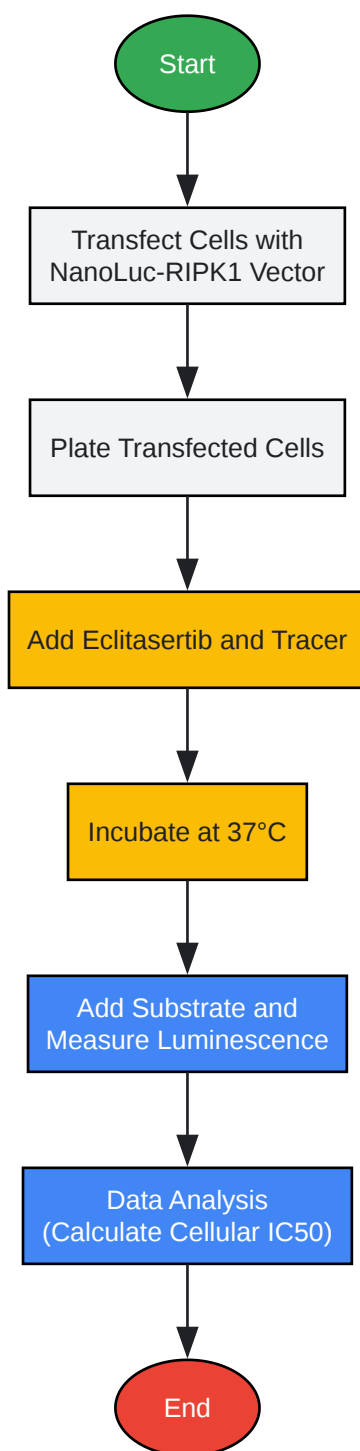 Start
Transfect Cells with
NanoLuc-RIPK1 Vector
Plate Transfected Cells
Add Eclitasertib and Tracer
Incubate at 37°C
Add Substrate and
Measure Luminescence
Data Analysis
(Calculate Cellular IC50)
End